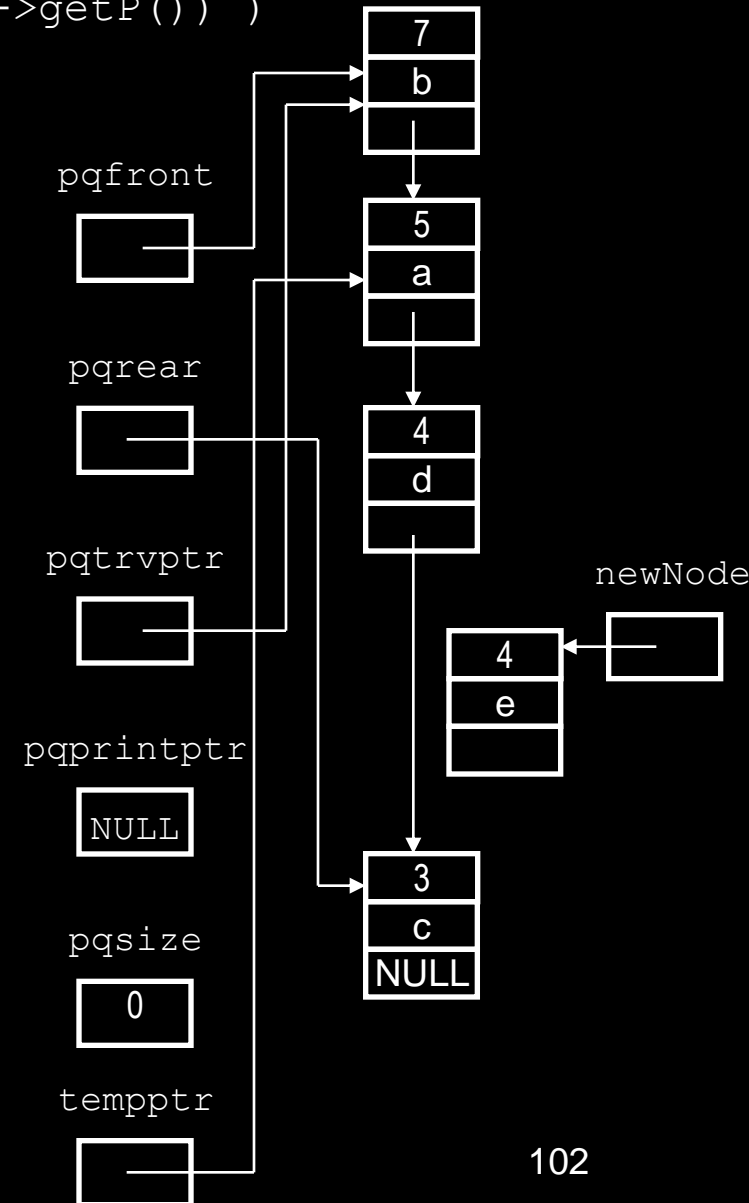 ->getP()) )
7
b
pqfront
5
a
pqrear
4
d
pqtrvptr
newNode
4
e
pqprintptr
NULL
3
c
NULL
pqsize
0
tempptr
102